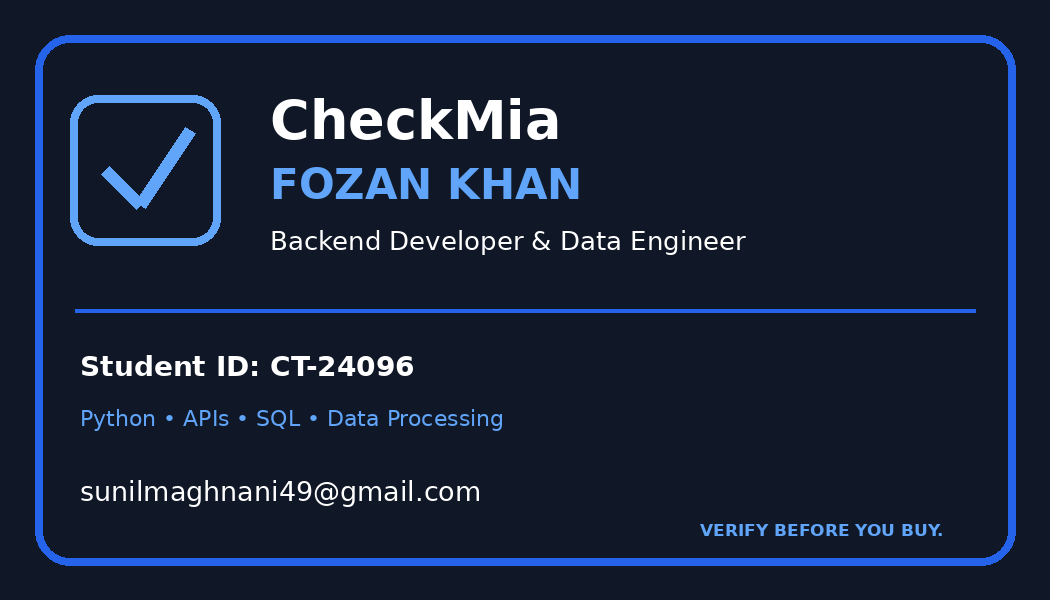 CheckMia
FOZAN KHAN
Backend Developer & Data Engineer
Student ID: CT-24096
Python • APIs • SQL • Data Processing
sunilmaghnani49@gmail.com
VERIFY BEFORE YOU BUY.